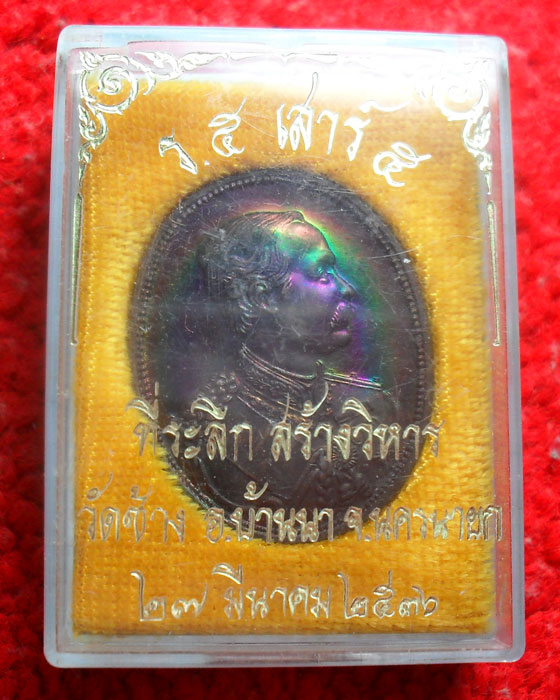 ร.๕ เสาร์ ๕
ที่ระลึก สร้างวิหาร
วัดช้าง อ.บ้านนา จ.นครนายก
๒๗ มีนาคม ๒๕๓๖